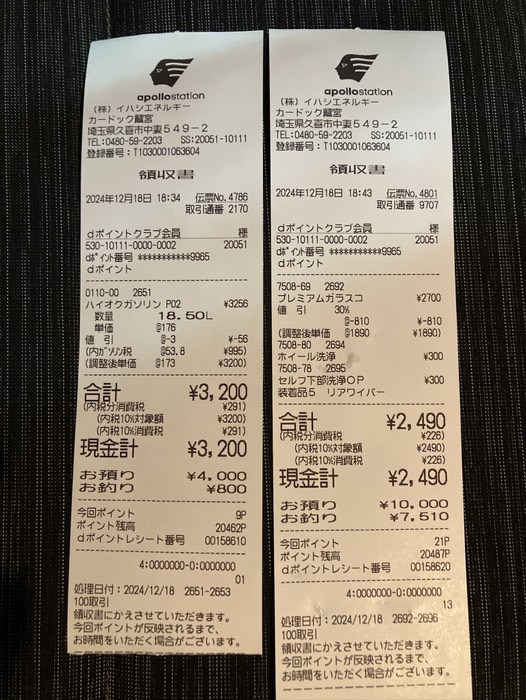 apollostation
(株)イハシエネルギー
カードック鷲宮
埼玉県久喜市中妻549-2
TEL:0480-59-2203 SS:20051-10111
登録番号:T1030001063604
領収書
2024年12月18日 18:34 伝票No.4786
取引通番 2170
dポイントクラブ会員 様
530-10111-0000-0002 20051
dポイント番号 ***********9965
dポイント
0110-00 2651
ハイオクガソリン P02 ¥3256
数量 18.50L
単価 @176
値 引 @-3 ¥-56
(内ガソリン税 @53.8 ¥995)
(調整後単価 @173 ¥3200)
合計 ¥3,200
(内税分消費税 ¥291)
(内税10%対象額 ¥3200)
(内税10%消費税 ¥291)
現金計 ¥3,200
お預り ¥4,000
お釣り ¥800
今回ポイント 9P
ポイント残高 20462P
dポイントレシート番号 00158610
4:0000000-0:0000000
01
処理日付:2024/12/18 2651-2653
100取引
領収書にかえさせていただきます。
今回ポイントが反映されるまで、
お時間をいただく場合がございます。
apollostation
(株)イハシエネルギー
カードック鷲宮
埼玉県久喜市中妻549-2
TEL:0480-59-2203 SS:20051-10111
登録番号:T1030001063604
領収書
2024年12月18日 18:43 伝票No.4801
取引通番 9707
dポイントクラブ会員 様
530-10111-0000-0002 20051
dポイント番号 ***********9965
dポイント
7508-69 2692
プレミアムガラスコ ¥2700
値 引 30%
@-810 ¥-810
(調整後単価 @1890 ¥1890)
7508-80 2694
ホイール洗浄 ¥300
7508-78 2695
セルフ下部洗浄OP ¥300
装着品5 リアワイパー
合計 ¥2,490
(内税分消費税 ¥226)
(内税10%対象額 ¥2490)
(内税10%消費税 ¥226)
現金計 ¥2,490
お預り ¥10,000
お釣り ¥7,510
今回ポイント 21P
ポイント残高 20487P
dポイントレシート番号 00158620
4:0000000-0:0000000
13
処理日付:2024/12/18 2692-2696
100取引
領収書にかえさせていただきます。
今回ポイントが反映されるまで、
お時間をいただく場合がございます。